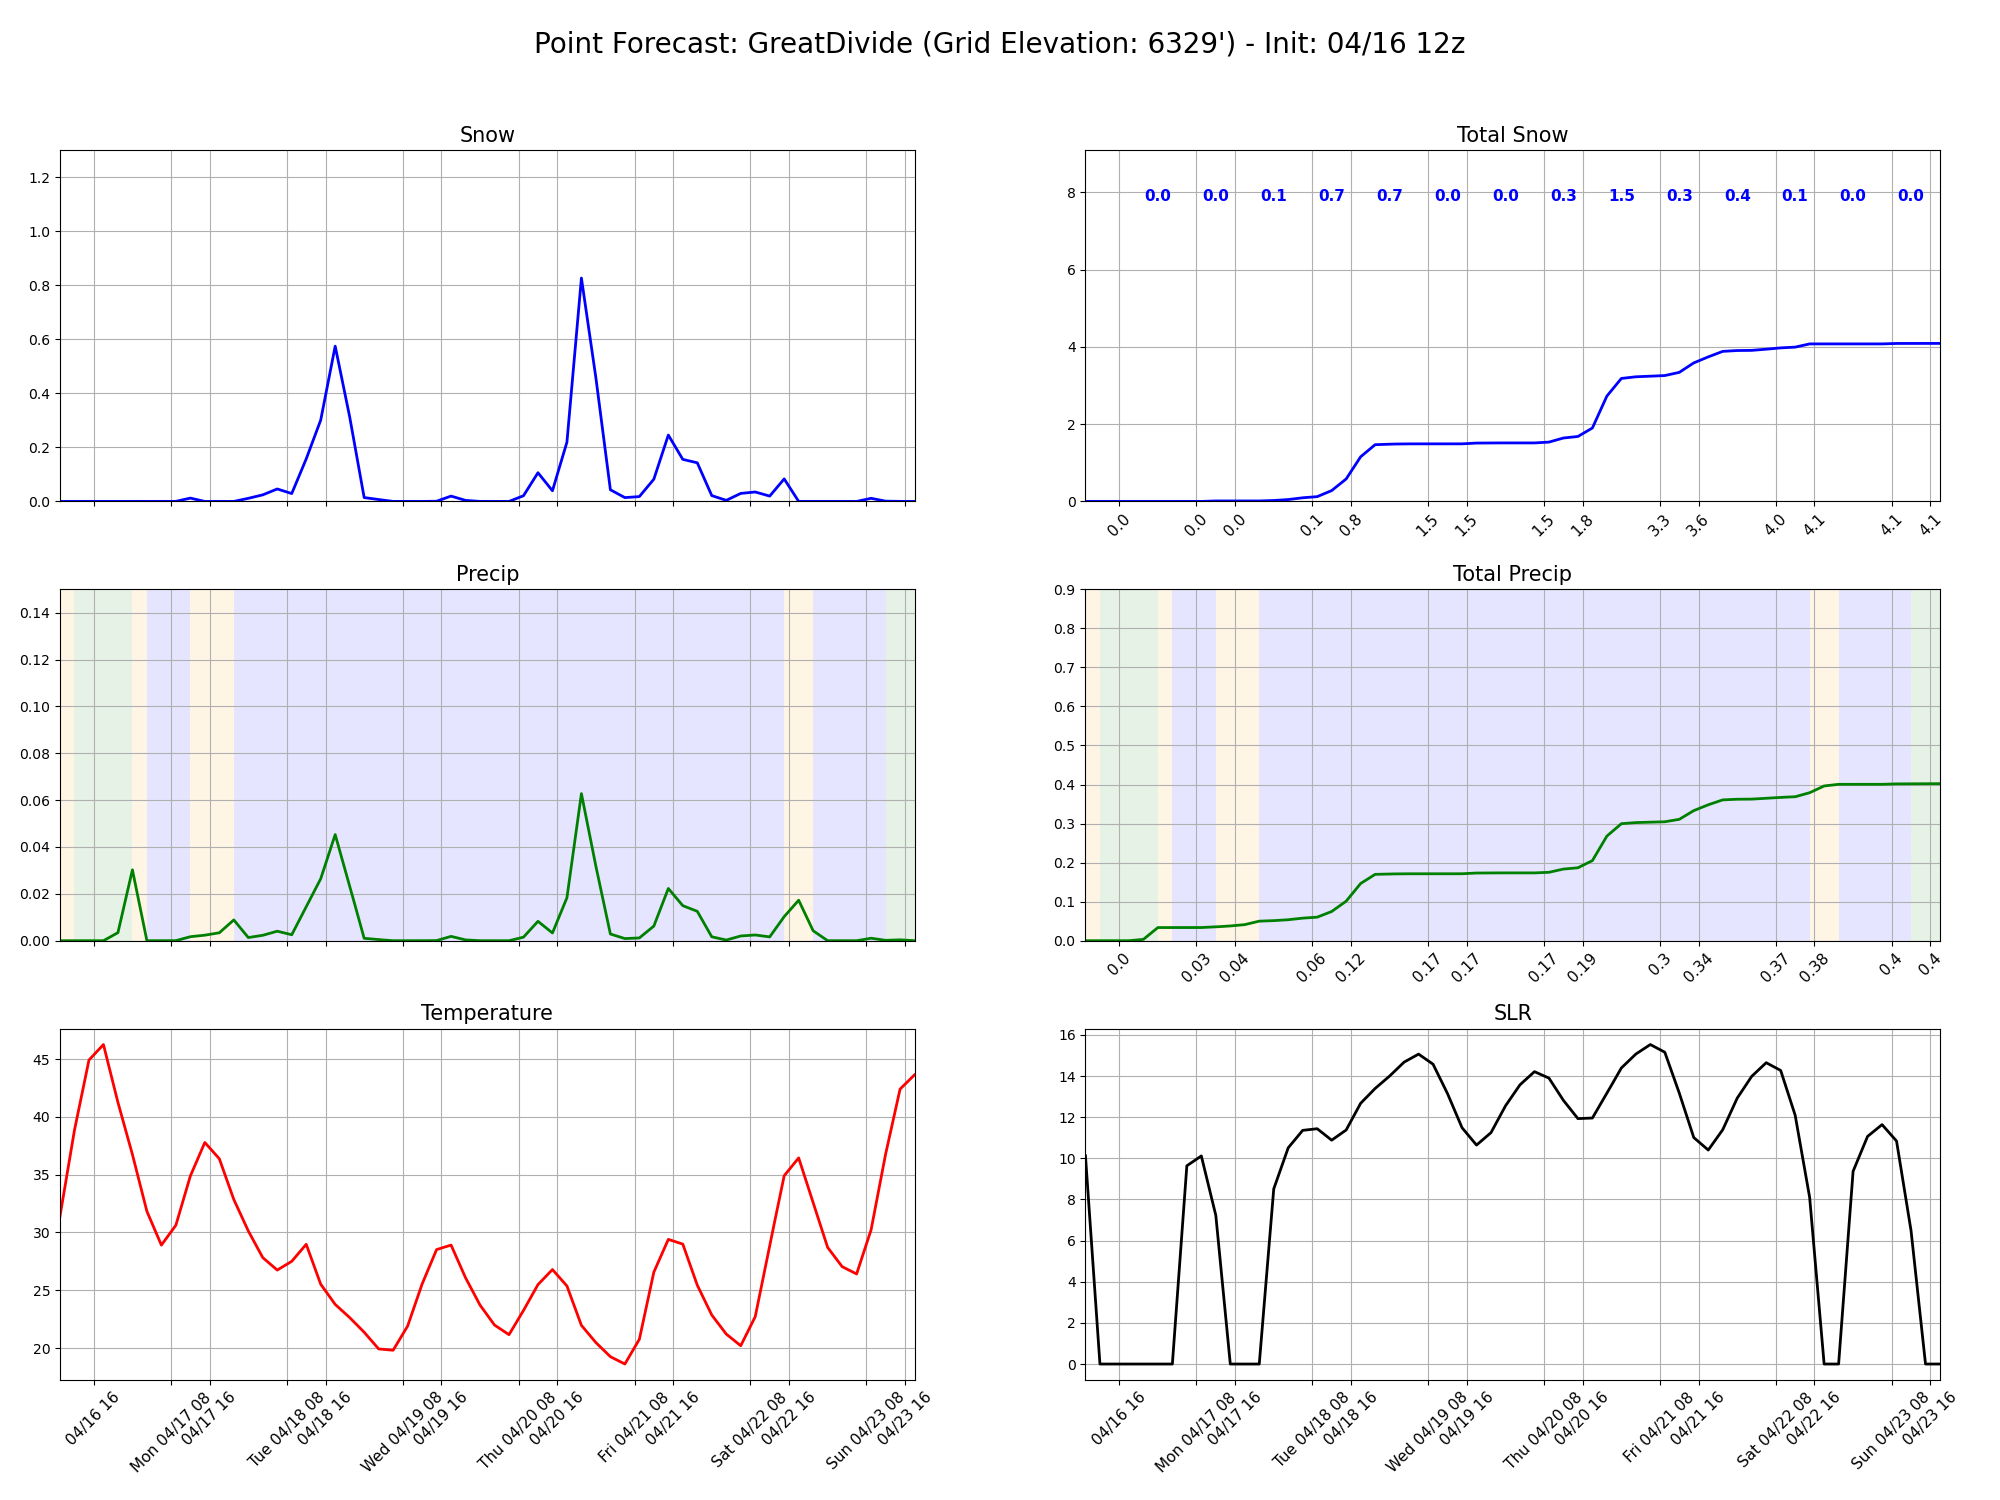 Point Forecast: GreatDivide (Grid Elevation: 6329') - Init: 04/16 12z
Snow
1.2
1.0
0.8
0.6
0.4
0.2
0.0
Total Snow
8
6
4
2
0
0.0 0.0 0.1 0.7 0.7 0.0 0.0 0.3 1.5 0.3 0.4 0.1 0.0 0.0
0.0 0.0 0.0 0.1 0.8 1.5 1.5 1.5 1.8 3.3 3.6 4.0 4.1 4.1 4.1
Precip
0.14
0.12
0.10
0.08
0.06
0.04
0.02
0.00
Total Precip
0.9
0.8
0.7
0.6
0.5
0.4
0.3
0.2
0.1
0.0
0.0 0.03 0.04 0.06 0.12 0.17 0.17 0.17 0.19 0.3 0.34 0.37 0.38 0.4 0.4
Temperature
45
40
35
30
25
20
04/16 16
Mon 04/17 08
04/17 16
Tue 04/18 08
04/18 16
Wed 04/19 08
04/19 16
Thu 04/20 08
04/20 16
Fri 04/21 08
04/21 16
Sat 04/22 08
04/22 16
Sun 04/23 08
04/23 16
SLR
16
14
12
10
8
6
4
2
0
04/16 16
Mon 04/17 08
04/17 16
Tue 04/18 08
04/18 16
Wed 04/19 08
04/19 16
Thu 04/20 08
04/20 16
Fri 04/21 08
04/21 16
Sat 04/22 08
04/22 16
Sun 04/23 08
04/23 16